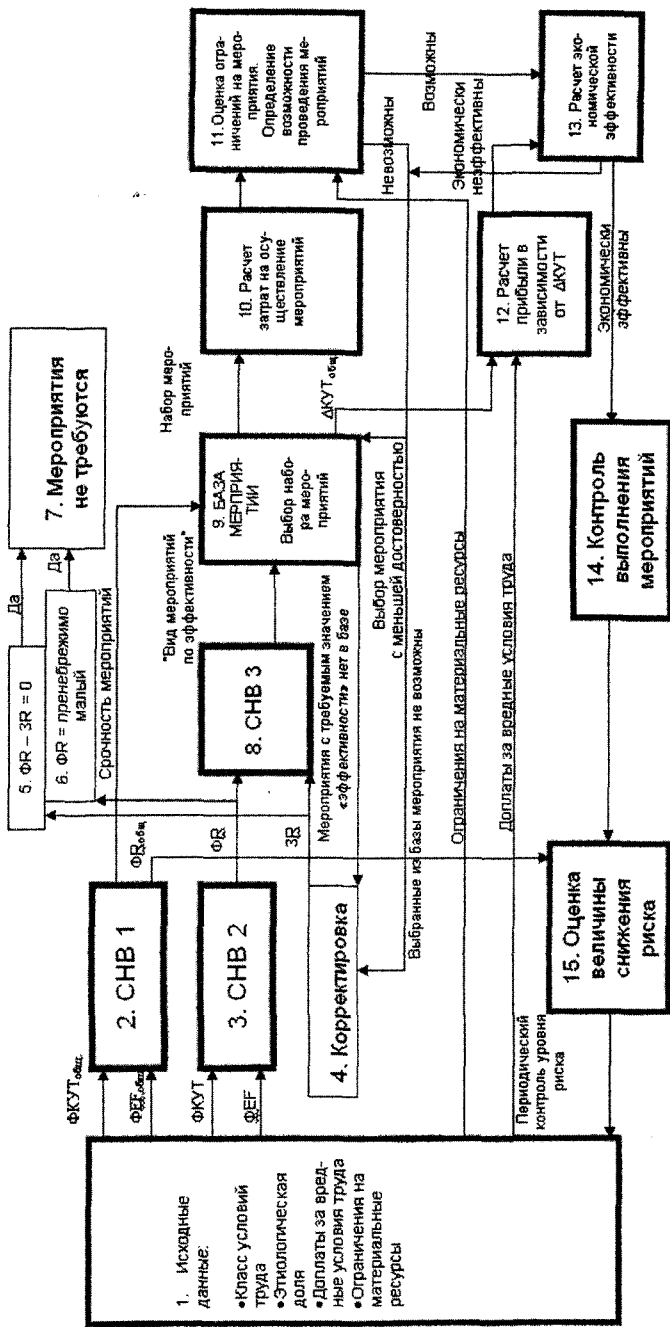 1. Исходные
данные:
•Класс условий
труда
•Этиологическая
доля
•Доплаты за вред-
ные условия труда
•Ограничения на
материальные
ресурсы
ФКУТобщ
ФEFобщ
ФКУТ
ФEF
2. СНВ 1
3. СНВ 2
4. Корректировка
ФRобщ
ФR
ЗR
5. ФR – ЗR = 0
6. ФR = пренебрежимо
малый
Да
Да
7. Мероприятия
не требуются
Срочность мероприятий
8. СНВ 3
"Вид мероприятий
по эффективности"
9. БАЗА
МЕРПРИЯ-
ТИИ
Выбор набо-
ра меро-
приятий
Набор меро-
приятий
ΔКУТобщ
10. Расчет
затрат на осу-
ществление
мероприятий
11. Оценка огра-
ничений на меро-
приятия.
Определение
возможности
проведения ме-
роприятий
Возможны
Невозможны
Экономически
неэффективны
Мероприятия с требуемым значением
«эффективности» нет в базе
Выбор мероприятия
с меньшей достоверностью
Выбранные из базы мероприятия не возможны
Ограничения на материальные ресурсы
Доплаты за вредные условия труда
12. Расчет
прибыли в
зависимости
от ΔКУТ
13. Расчет эко-
номической
эффективности
Экономически
эффективны
14. Контроль
выполнения
мероприятий
15. Оценка
величины
снижения
риска
Периодический
контроль уровня
риска